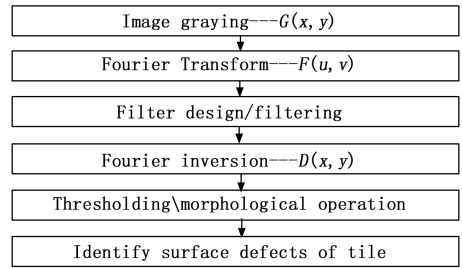 Image graying---G(x, y)
Fourier Transform---F(u, v)
Filter design/filtering
Fourier inversion---D(x, y)
Thresholding\morphological operation
Identify surface defects of tile